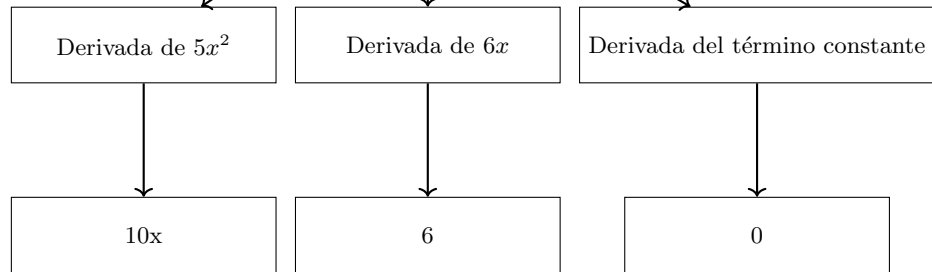 Derivada de 5x²
Derivada de 6x
Derivada del término constante
10x
6
0